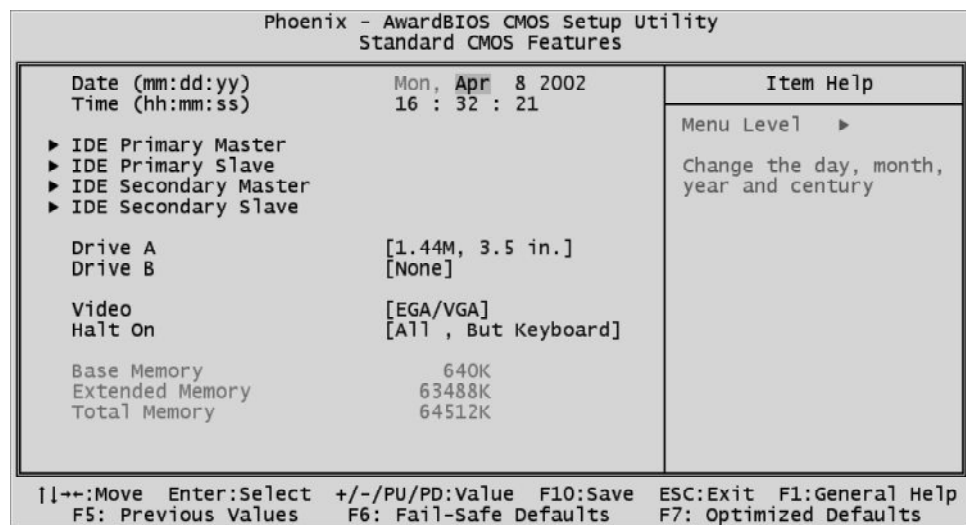 Phoenix - AwardBIOS CMOS Setup Utility
Standard CMOS Features
Date (mm:dd:yy) Mon, Apr 8 2002
Time (hh:mm:ss) 16 : 32 : 21
▶ IDE Primary Master
▶ IDE Primary Slave
▶ IDE Secondary Master
▶ IDE Secondary Slave
Drive A [1.44M, 3.5 in.]
Drive B [None]
Video [EGA/VGA]
Halt On [All , But Keyboard]
Base Memory 640K
Extended Memory 63488K
Total Memory 64512K
Item Help
Menu Level ▶
Change the day, month,
year and century
↑↓→←:Move Enter:Select +/-/PU/PD:Value F10:Save ESC:Exit F1:General Help
F5: Previous Values F6: Fail-Safe Defaults F7: Optimized Defaults